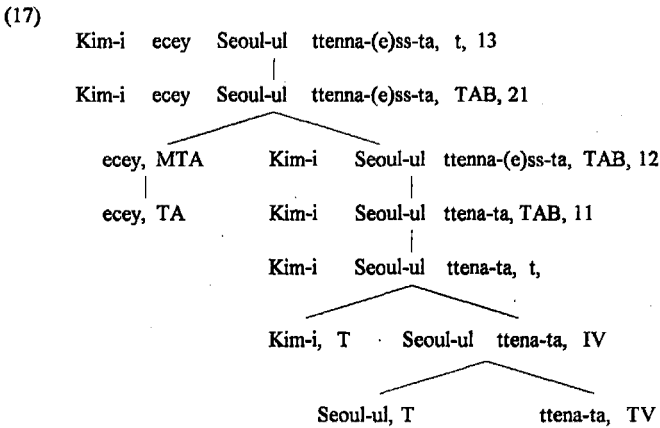 (17)
Kim-i ecey Seoul-ul ttenna-(e)ss-ta, t, 13
Kim-i ecey Seoul-ul ttenna-(e)ss-ta, TAB, 21
ecey, MTA Kim-i Seoul-ul ttenna-(e)ss-ta, TAB, 12
ecey, TA Kim-i Seoul-ul ttena-ta, TAB, 11
Kim-i Seoul-ul ttena-ta, t,
Kim-i, T Seoul-ul ttena-ta, IV
Seoul-ul, T ttena-ta, TV